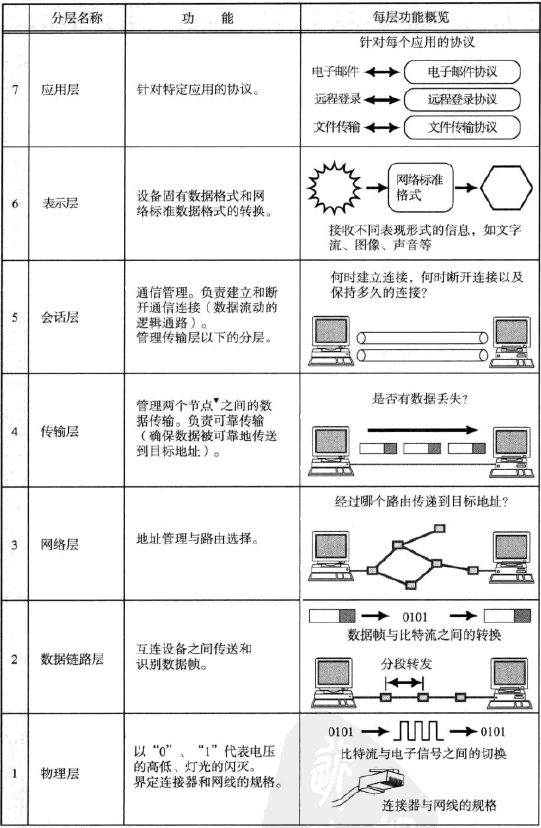 分层名称 功 能 每层功能概览
7 应用层 针对特定应用的协议。
针对每个应用的协议
电子邮件 电子邮件协议
远程登录 远程登录协议
文件传输 文件传输协议
6 表示层
设备固有数据格式和网
络标准数据格式的转换。
网络标准
格式
接收不同表现形式的信息，如文字
流、图像、声音等
5 会话层
通信管理。负责建立和断
开通信连接（数据流动的
逻辑通路）。
管理传输层以下的分层。
何时建立连接，何时断开连接以及
保持多久的连接？
4 传输层
管理两个节点▼之间的数
据传输。负责可靠传输
（确保数据被可靠地传送
到目标地址）。
是否有数据丢失？
3 网络层 地址管理与路由选择。
经过哪个路由传递到目标地址？
2 数据链路层
互连设备之间传送和
识别数据帧。
0101
数据帧与比特流之间的转换
分段转发
1 物理层
以“0”、“1”代表电压
的高低、灯光的闪灭。
界定连接器和网线的规格。
0101 0101
比特流与电子信号之间的切换
连接器与网线的规格